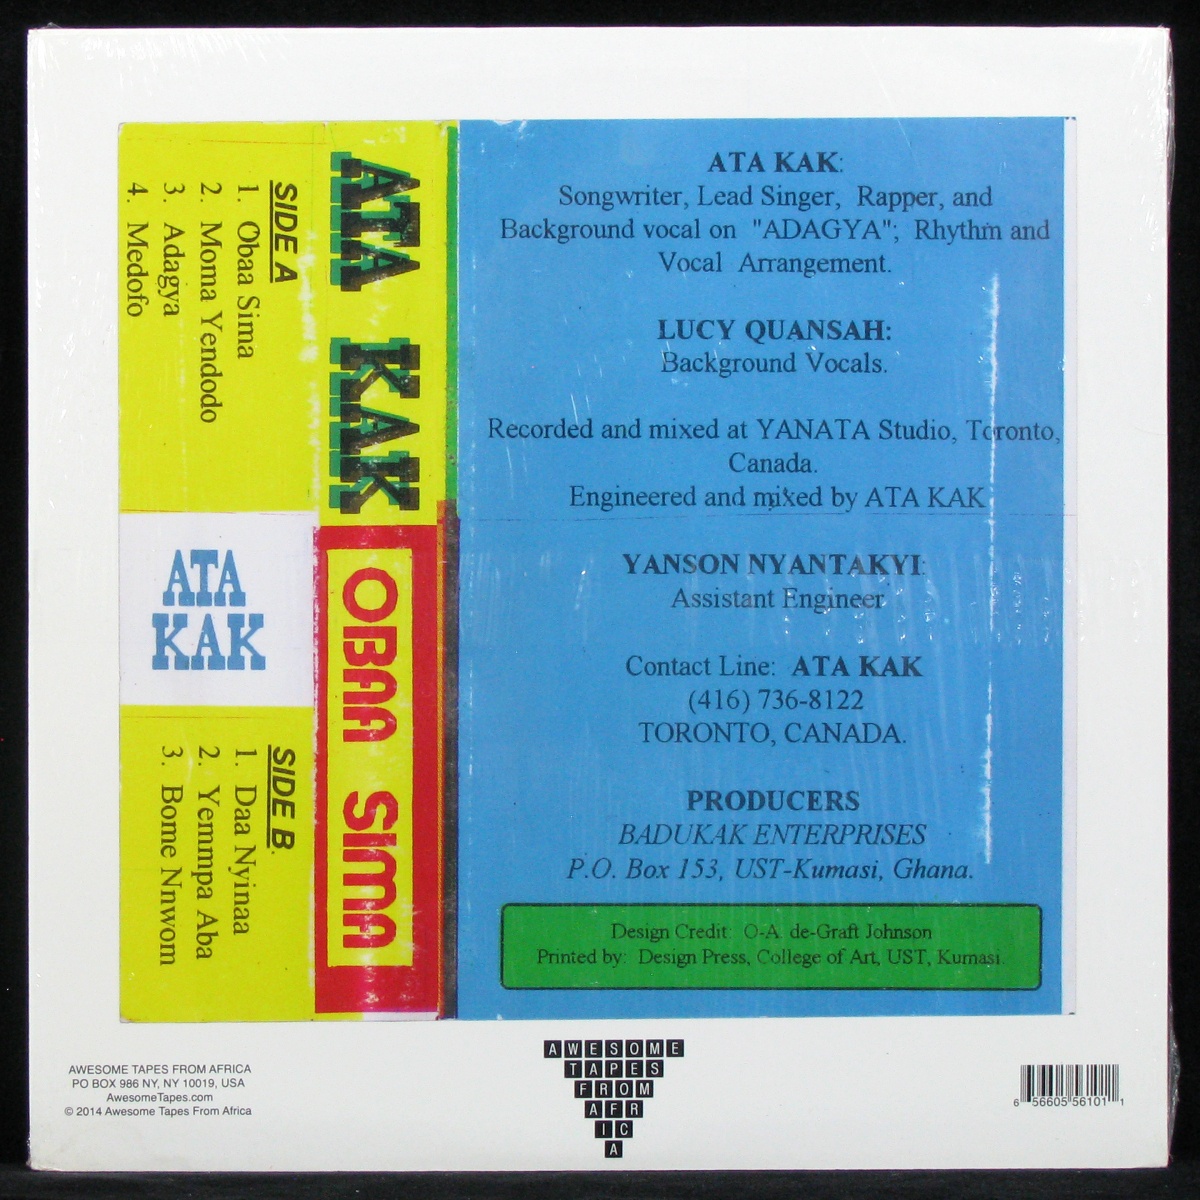 SIDE A
1. Obaa Sima
2. Moma Yendodo
3. Adagya
4. Medofo
ATA KAK
ATA
KAK
OBAA SIMA
SIDE B.
1. Daa Nyinaa
2. Yemmpa Aba
3. Bome Nnwom
ATA KAK:
Songwriter, Lead Singer, Rapper, and
Background vocal on "ADAGYA"; Rhythm and
Vocal Arrangement.
LUCY QUANSAH:
Background Vocals.
Recorded and mixed at YANATA Studio, Toronto,
Canada.
Engineered and mixed by ATA KAK
YANSON NYANTAKYI:
Assistant Engineer
Contact Line: ATA KAK
(416) 736-8122
TORONTO, CANADA.
PRODUCERS
BADUKAK ENTERPRISES
P.O. Box 153, UST-Kumasi, Ghana.
Design Credit: O-A. de-Graft Johnson
Printed by: Design Press, College of Art, UST, Kumasi.
AWESOME TAPES FROM AFRICA
PO BOX 986 NY, NY 10019, USA
AwesomeTapes.com
© 2014 Awesome Tapes From Africa
AWESOME
TAPES
FROM
AFR
IC
A
6 56605 56101 1